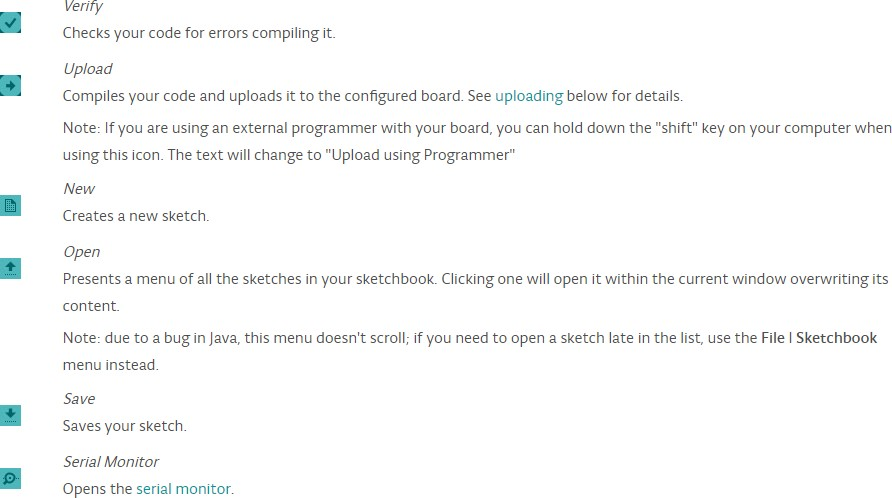 Verify
Checks your code for errors compiling it.
Upload
Compiles your code and uploads it to the configured board. See uploading below for details.
Note: If you are using an external programmer with your board, you can hold down the "shift" key on your computer when
using this icon. The text will change to "Upload using Programmer"
New
Creates a new sketch.
Open
Presents a menu of all the sketches in your sketchbook. Clicking one will open it within the current window overwriting its
content.
Note: due to a bug in Java, this menu doesn't scroll; if you need to open a sketch late in the list, use the File | Sketchbook
menu instead.
Save
Saves your sketch.
Serial Monitor
Opens the serial monitor.